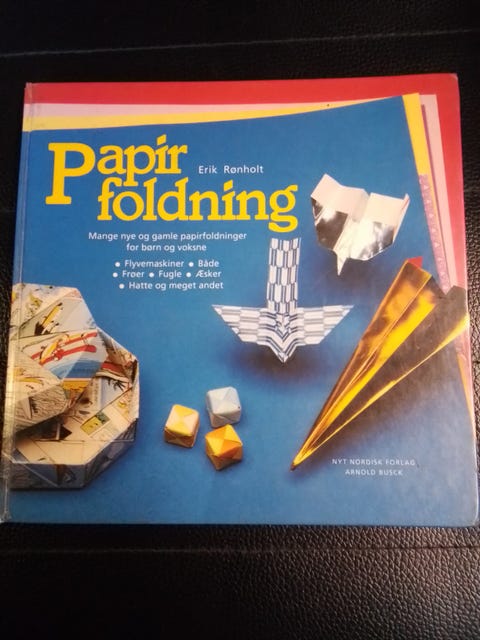 Papir
foldning
Erik Rønholt
Mange nye og gamle papirfoldninger
for børn og voksne
• Flyvemaskiner • Både
• Frøer • Fugle • Æsker
• Hatte og meget andet
NYT NORDISK FORLAG
ARNOLD BUSCK